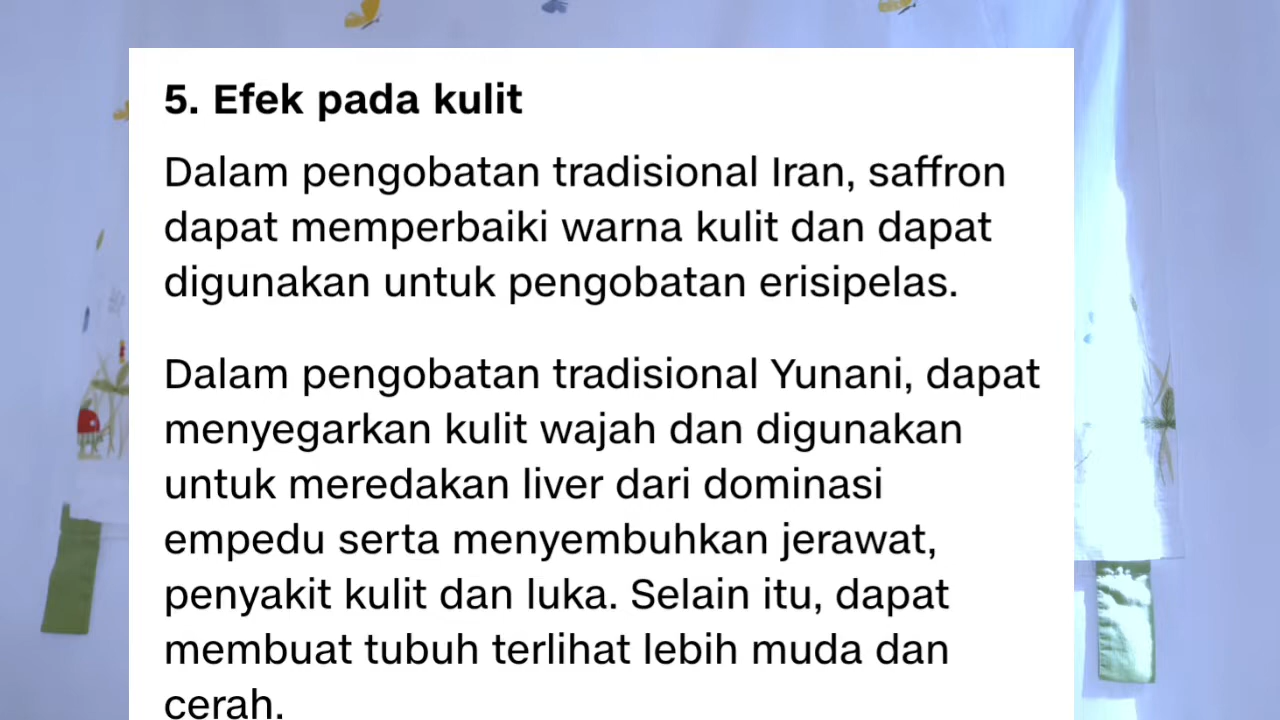 5. Efek pada kulit
Dalam pengobatan tradisional Iran, saffron
dapat memperbaiki warna kulit dan dapat
digunakan untuk pengobatan erisipelas.
Dalam pengobatan tradisional Yunani, dapat
menyegarkan kulit wajah dan digunakan
untuk meredakan liver dari dominasi
empedu serta menyembuhkan jerawat,
penyakit kulit dan luka. Selain itu, dapat
membuat tubuh terlihat lebih muda dan
cerah.